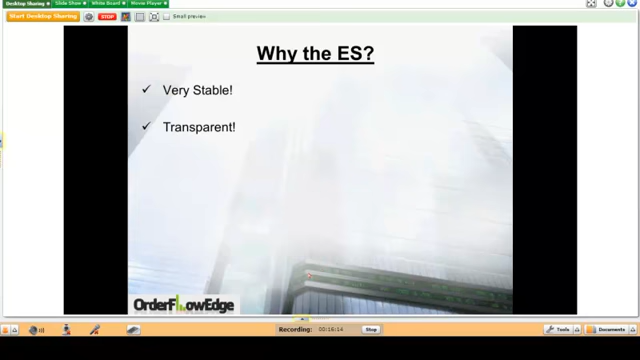 Desktop Sharing
Slide Show
White Board
Movie Player
Start Desktop Sharing
STOP
Small preview
Why the ES?
✓ Very Stable!
✓ Transparent!
OrderFlowEdge
Recording: 00:16:14 Stop
Tools
Documents